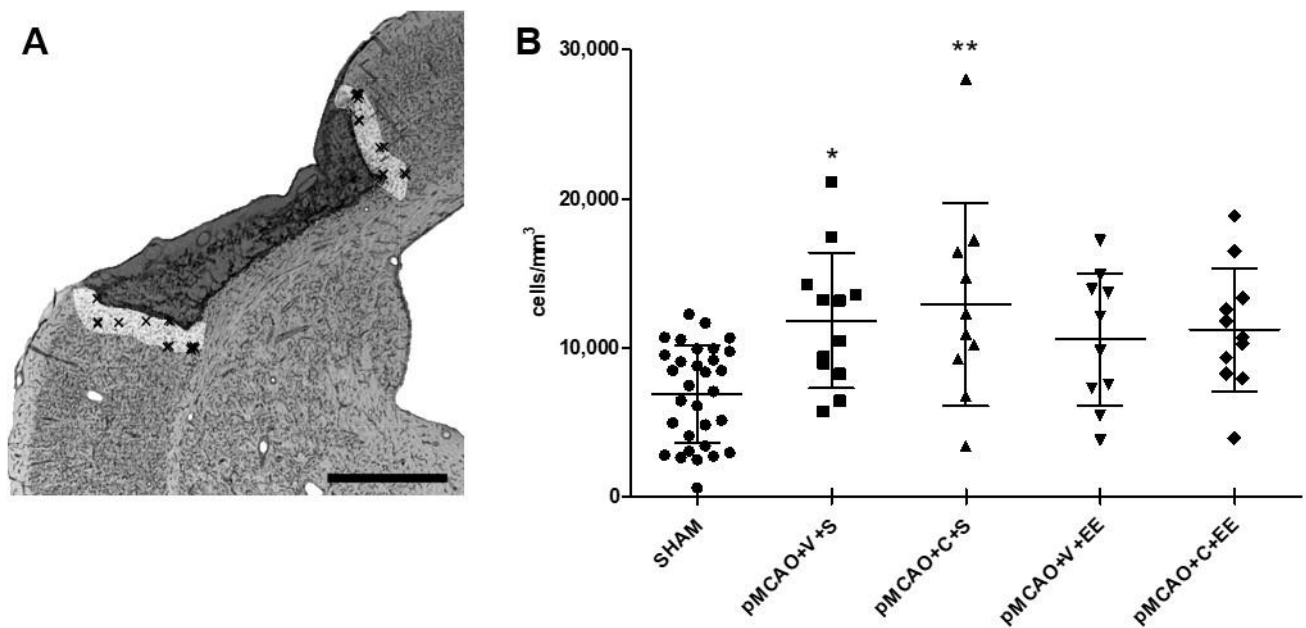 A
B
cells/mm³
30,000
20,000
10,000
0
*
**
SHAM
pMCAO+V+S
pMCAO+C+S
pMCAO+V+EE
pMCAO+C+EE